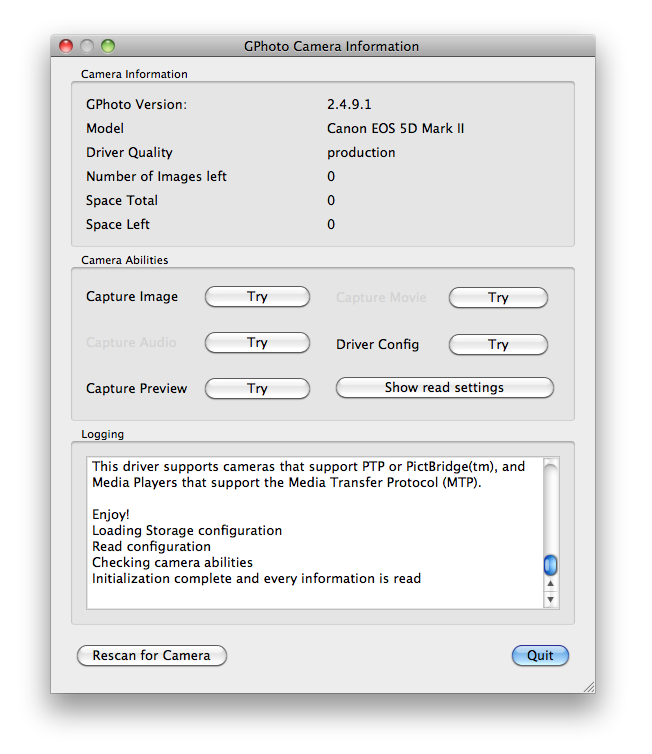 GPhoto Camera Information
Camera Information
GPhoto Version: 2.4.9.1
Model Canon EOS 5D Mark II
Driver Quality production
Number of Images left 0
Space Total 0
Space Left 0
Camera Abilities
Capture Image Try Capture Movie Try
Capture Audio Try Driver Config Try
Capture Preview Try Show read settings
Logging
This driver supports cameras that support PTP or PictBridge(tm), and
Media Players that support the Media Transfer Protocol (MTP).
Enjoy!
Loading Storage configuration
Read configuration
Checking camera abilities
Initialization complete and every information is read
Rescan for Camera Quit